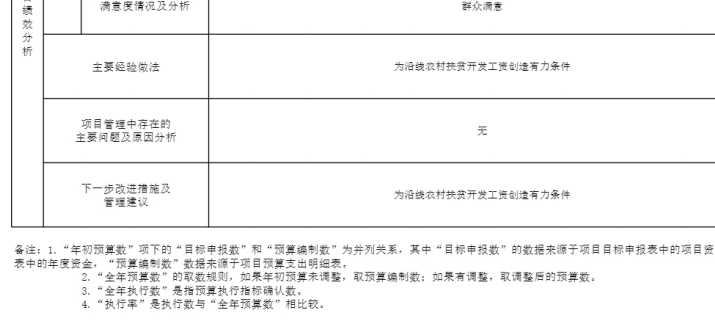 绩效分析
满意度情况及分析
群众满意
主要经验做法
为沿线农村扶贫开发工资创造有力条件
项目管理中存在的
主要问题及原因分析
无
下一步改进措施及
管理建议
为沿线农村扶贫开发工资创造有力条件
备注：1.“年初预算数”项下的“目标申报数”和“预算编制数”为并列关系，其中“目标申报数”的数据来源于项目目标申报表中的项目资
表中的年度资金，“预算编制数”数据来源于项目预算支出明细表。
2.“全年预算数”的取数规则，如果年初预算未调整，取预算编制数；如果有调整，取调整后的预算数。
3.“全年执行数”是指预算执行指标确认数。
4.“执行率”是执行数与“全年预算数”相比较。